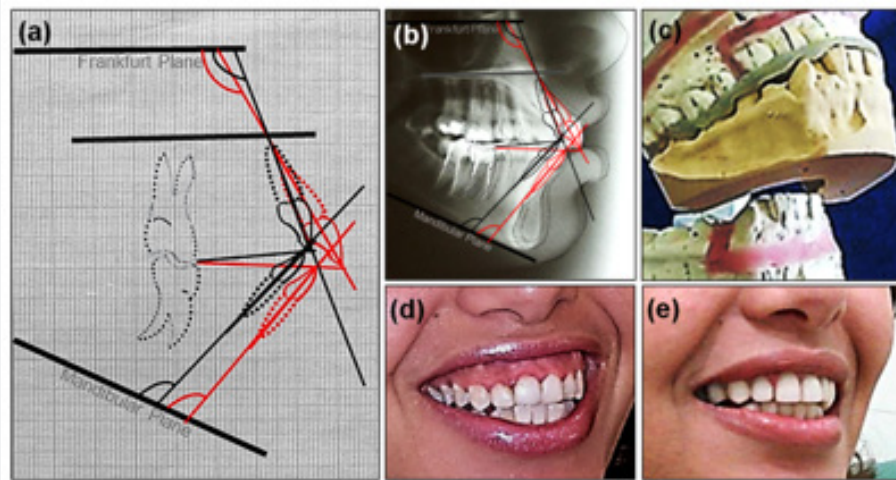 (a)
Frankfurt Plane
Mandibular Plane
(b)
Frankfurt Plane
Mandibular Plane
(c)
(d)
(e)